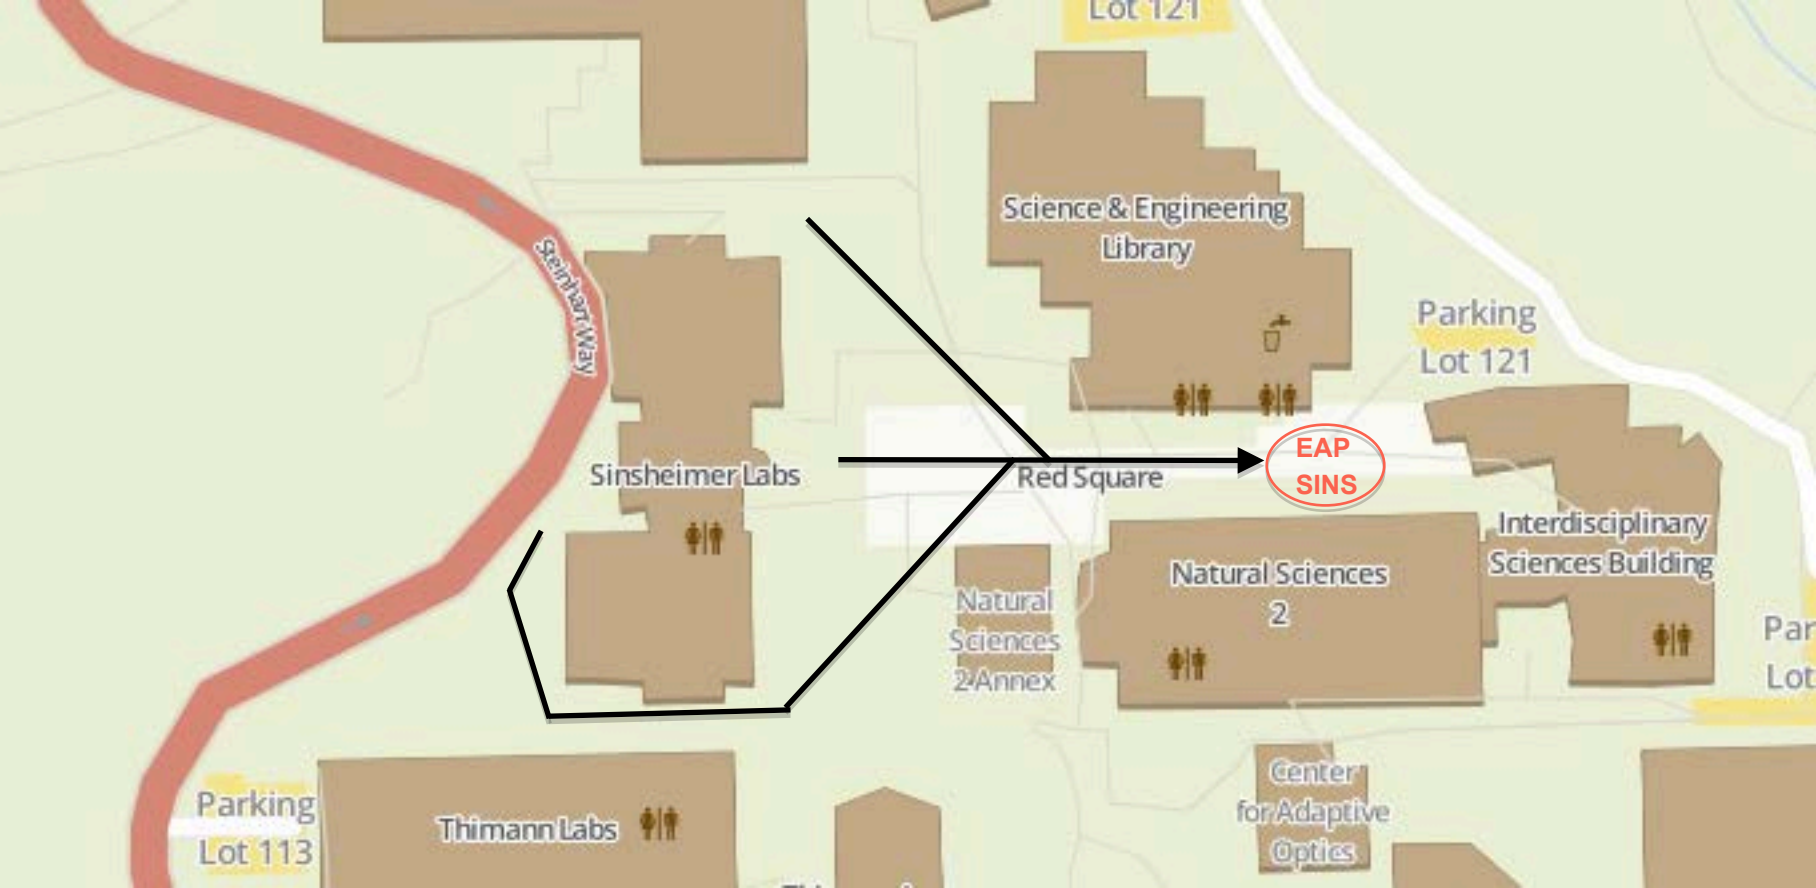 Lot 121
Science & Engineering
Library
Steinhart Way
Parking
Lot 121
EAP
SINS
Sinsheimer Labs
Red Square
Interdisciplinary
Sciences Building
Natural Sciences
2
Natural
Sciences
2 Annex
Par
Lot
Center
for Adaptive
Optics
Parking
Lot 113
Thimann Labs